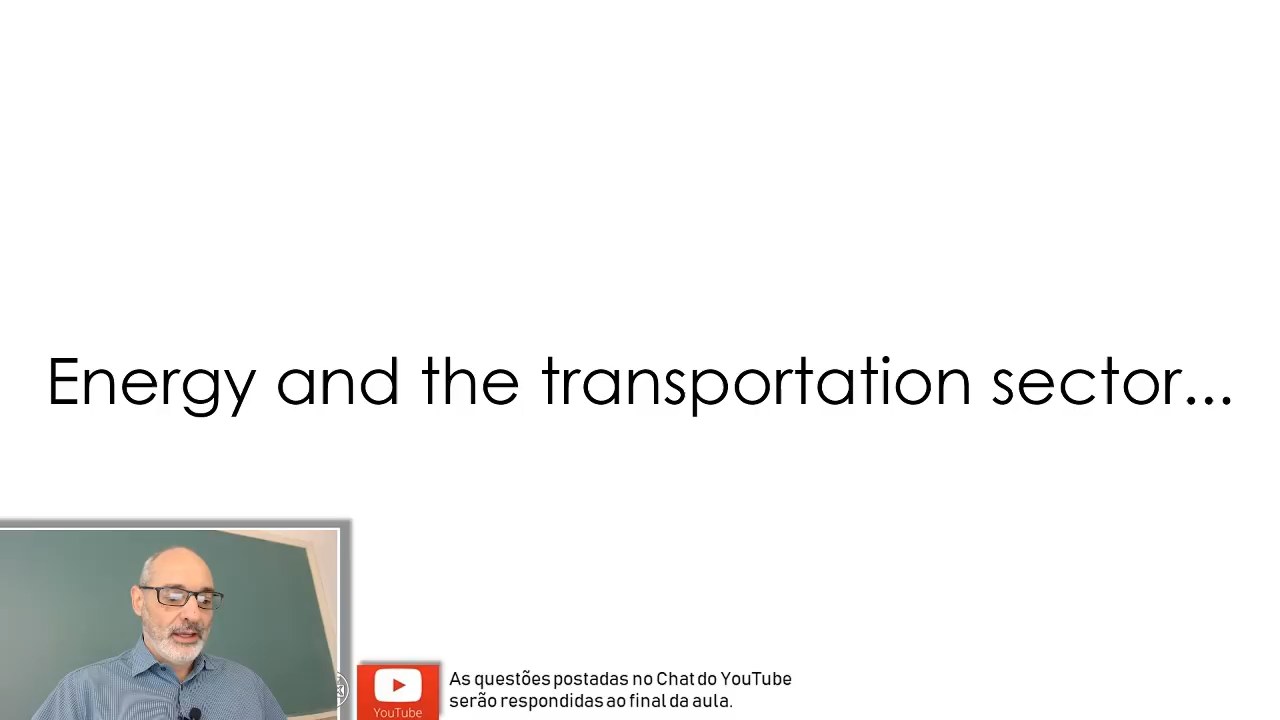 Energy and the transportation sector...
As questões postadas no Chat do YouTube
serão respondidas ao final da aula.
YouTube